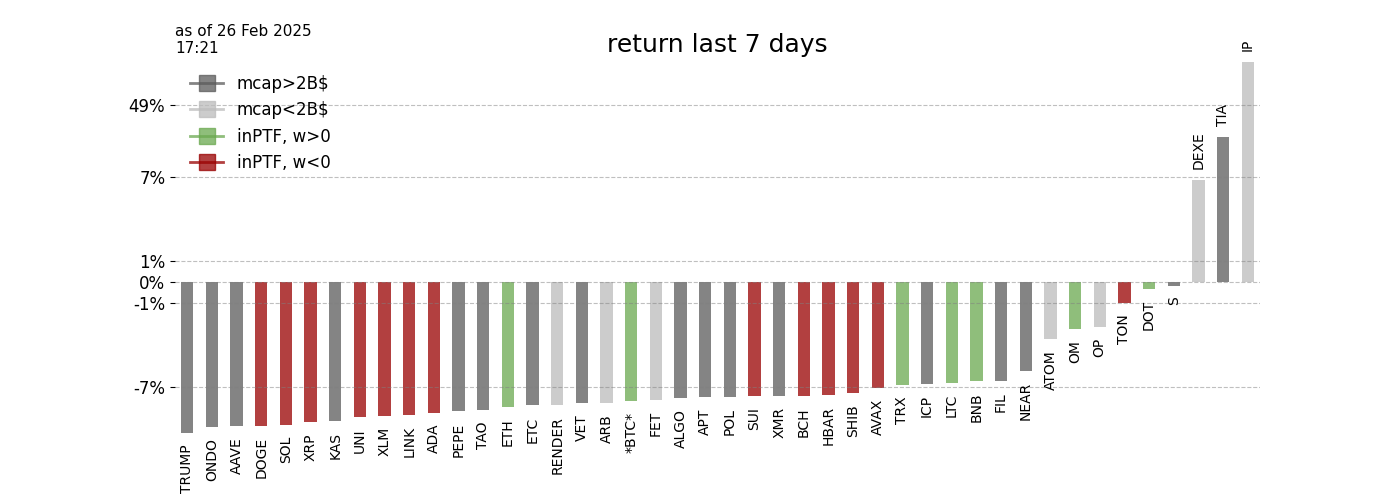 as of 26 Feb 2025
17:21
return last 7 days
mcap>2B$
mcap<2B$
inPTF, w>0
inPTF, w<0
49%
7%
1%
0%
-1%
-7%
TRUMP
ONDO
AAVE
DOGE
SOL
XRP
KAS
UNI
XLM
LINK
ADA
PEPE
TAO
ETH
ETC
RENDER
VET
ARB
*BTC*
FET
ALGO
APT
POL
SUI
XMR
BCH
HBAR
SHIB
AVAX
TRX
ICP
LTC
BNB
FIL
NEAR
ATOM
OM
OP
TON
DOT
S
DEXE
TIA
IP